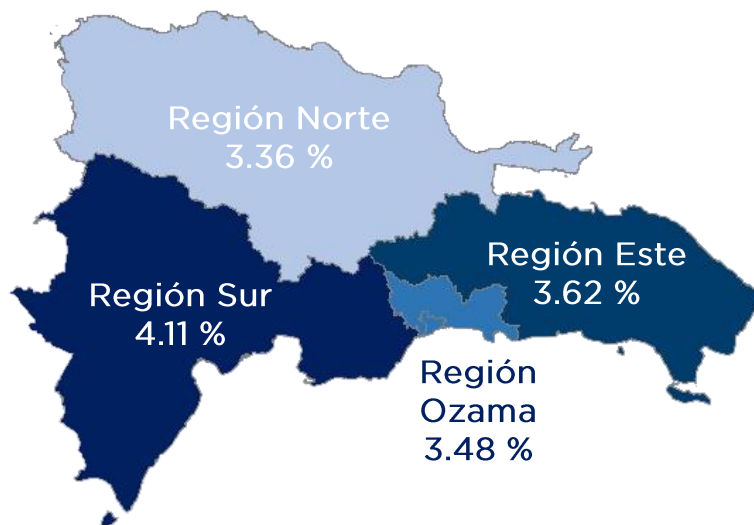 Región Norte
3.36 %
Región Este
3.62 %
Región Sur
4.11 %
Región
Ozama
3.48 %